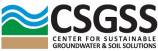 CSGSS
CENTER FOR SUSTAINABLE
GROUNDWATER & SOIL SOLUTIONS